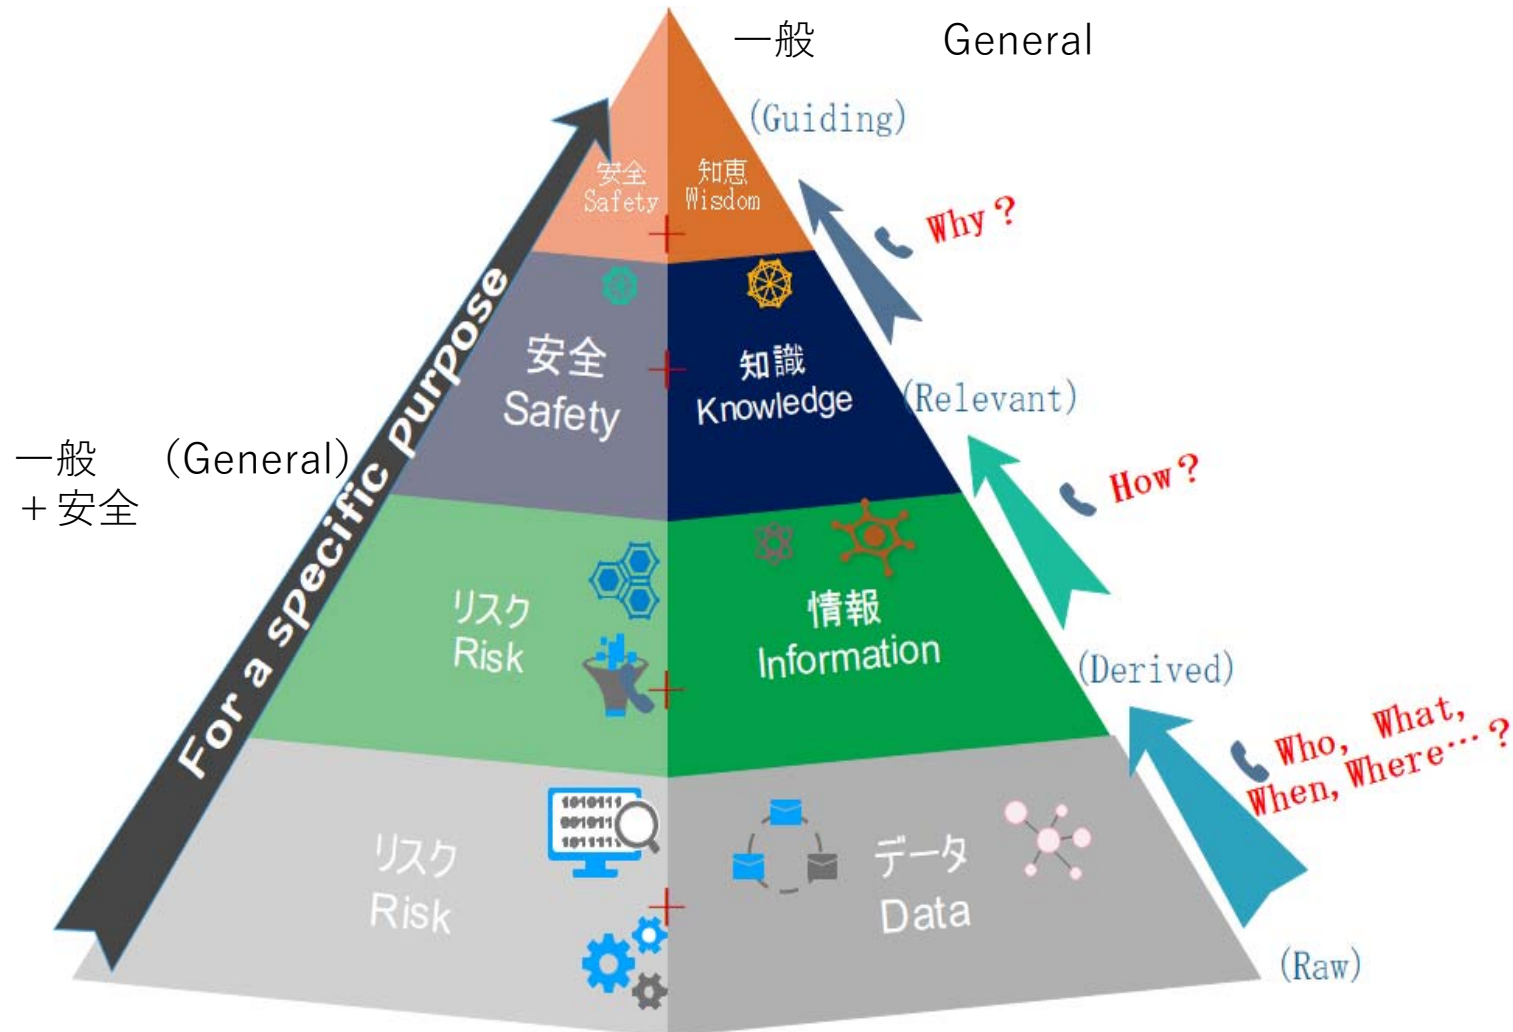 一般 General
(Guiding)
安全
Safety
知恵
Wisdom
Why？
安全
Safety
知識
Knowledge
(Relevant)
For a specific purpose
一般 (General)
＋安全
How？
リスク
Risk
情報
Information
(Derived)
Who, What,
When, Where…？
リスク
Risk
データ
Data
(Raw)